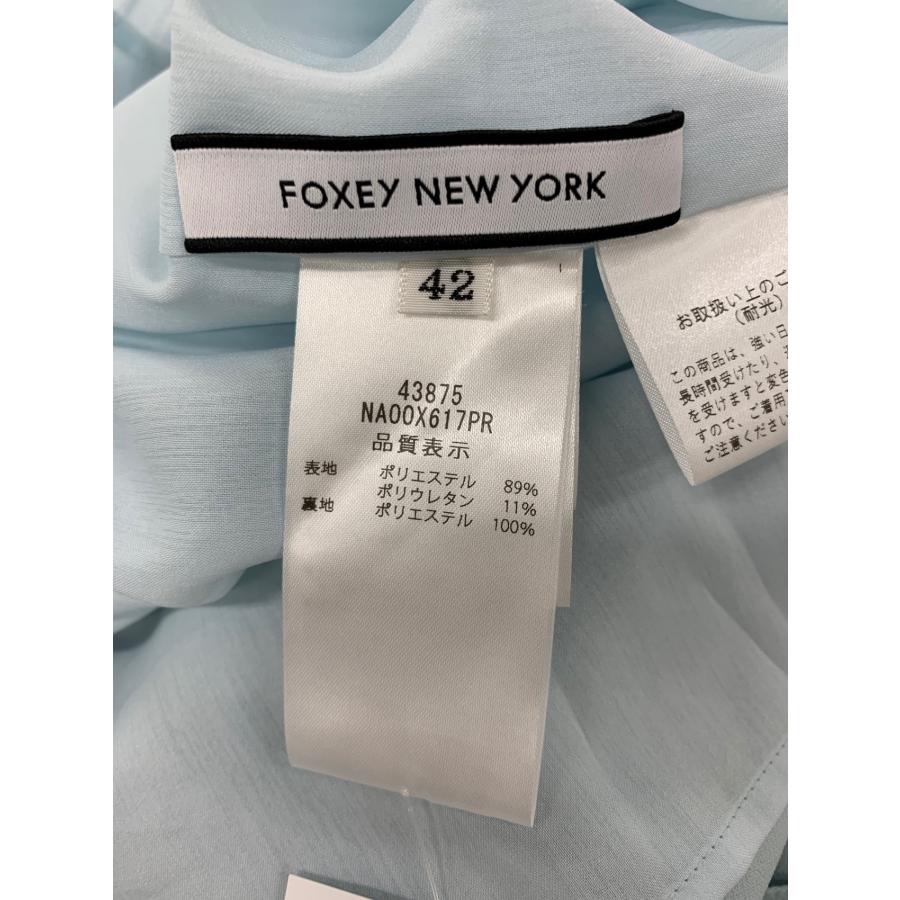 FOXEY NEW YORK
42
43875
NA00X617PR
品質表示
表地 ポリエステル 89%
ポリウレタン 11%
裏地 ポリエステル 100%
お取扱い上のご
(耐光)
この商品は、強い日
長時間受けたり、
を受けますと変色
すので、ご着用
ご注意ください